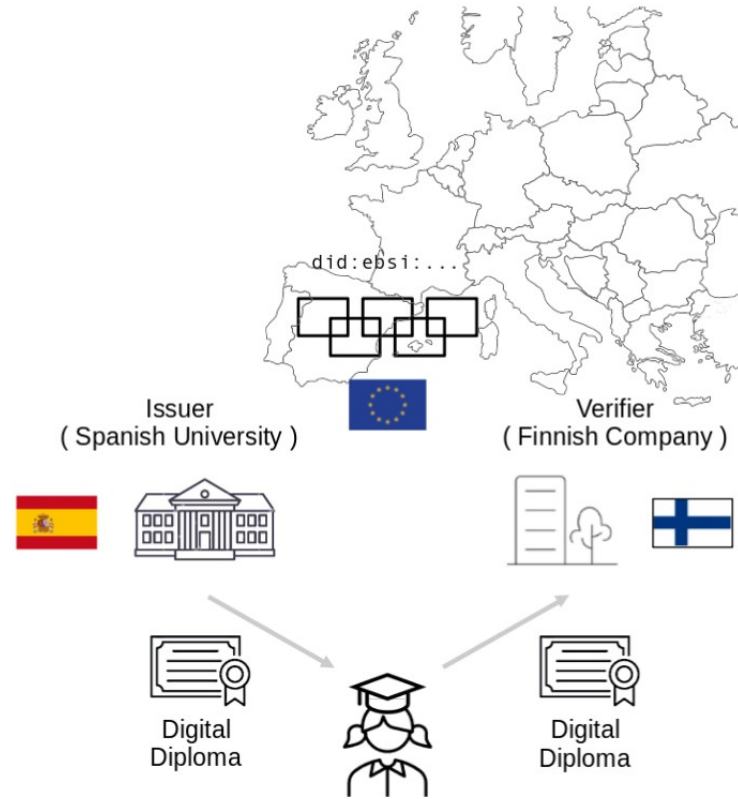 did:ebsi:...
Issuer
( Spanish University )
Verifier
( Finnish Company )
Digital
Diploma
Digital
Diploma